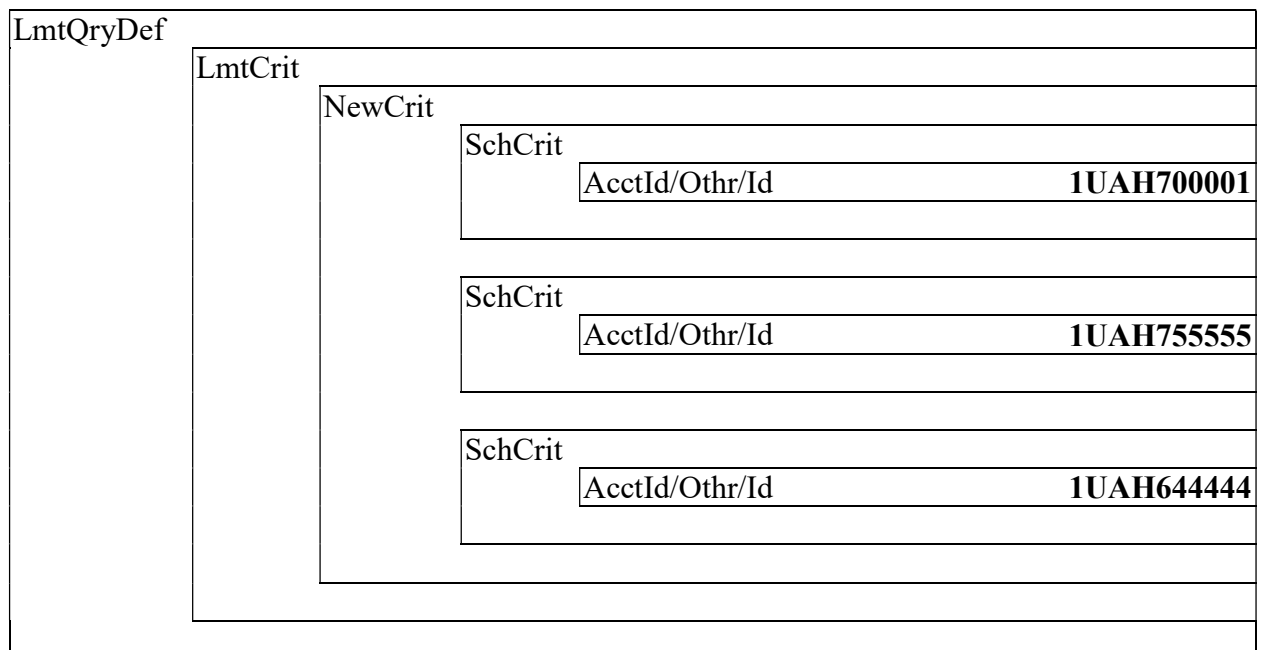 LmtQryDef
LmtCrit
NewCrit
SchCrit
AcctId/Othr/Id 1UAH700001
SchCrit
AcctId/Othr/Id 1UAH755555
SchCrit
AcctId/Othr/Id 1UAH644444